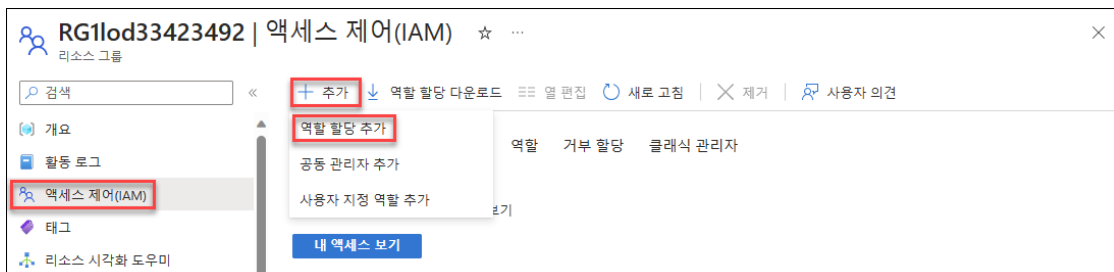 RG1lod33423492 | 액세스 제어(IAM) ☆ ···
리소스 그룹
검색
개요
활동 로그
액세스 제어(IAM)
태그
리소스 시각화 도우미
추가 역할 할당 다운로드 열 편집 새로 고침 제거 사용자 의견
역할 할당 추가
공동 관리자 추가
사용자 지정 역할 추가
역할 거부 할당 클래식 관리자
보기
내 액세스 보기